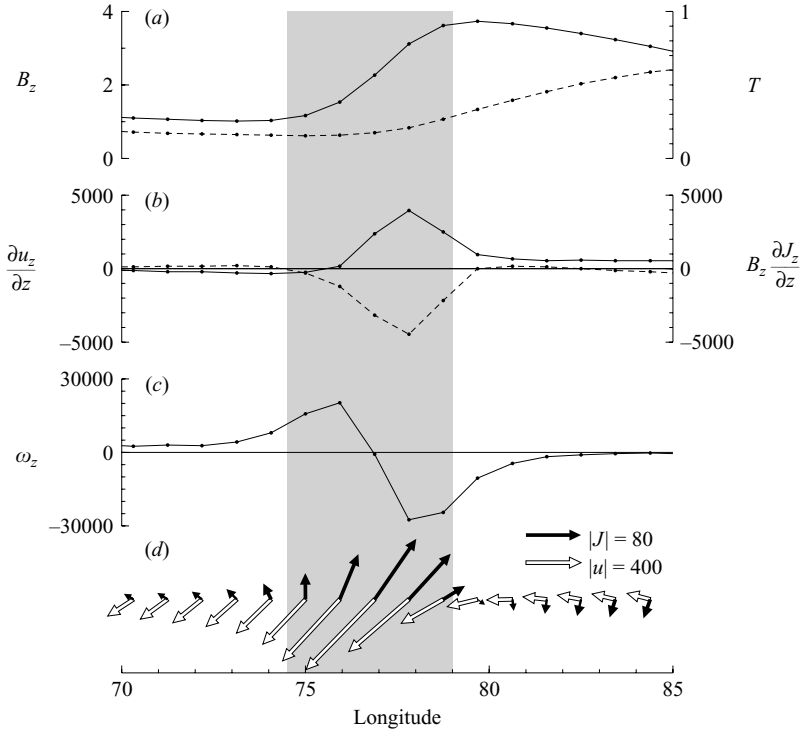 (a)
4
2
0
B_z
1
0
T
(b)
5000
0
−5000
∂u_z
∂z
5000
0
−5000
B_z ∂J_z
∂z
(c)
30000
0
−30000
ω_z
(d)
|J| = 80
|u| = 400
70 75 80 85
Longitude